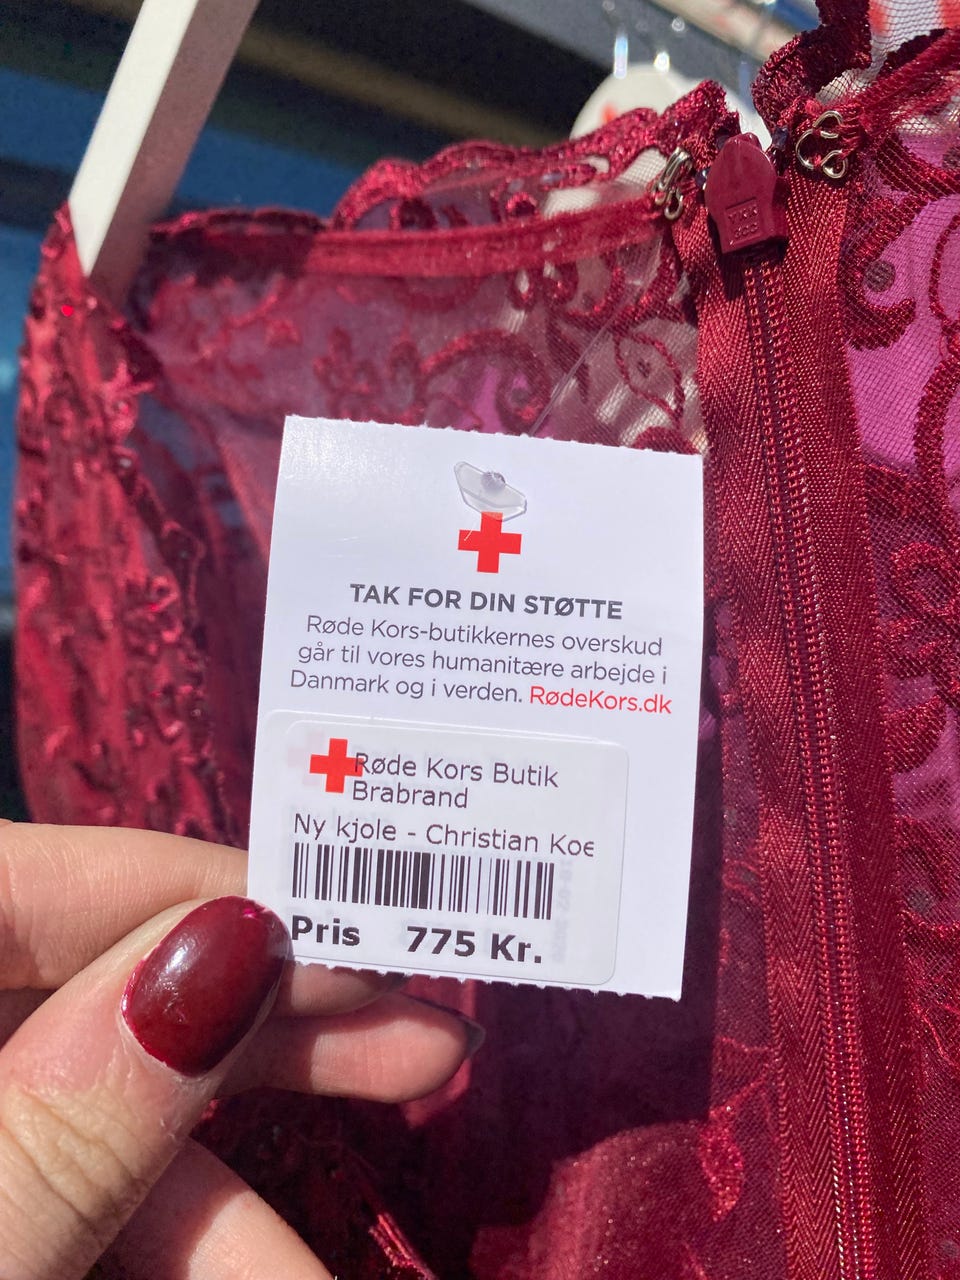 TAK FOR DIN STØTTE
Røde Kors-butikkernes overskud
går til vores humanitære arbejde i
Danmark og i verden. RødeKors.dk
Røde Kors Butik
Brabrand
Ny kjole - Christian Koe
Pris 775 Kr.